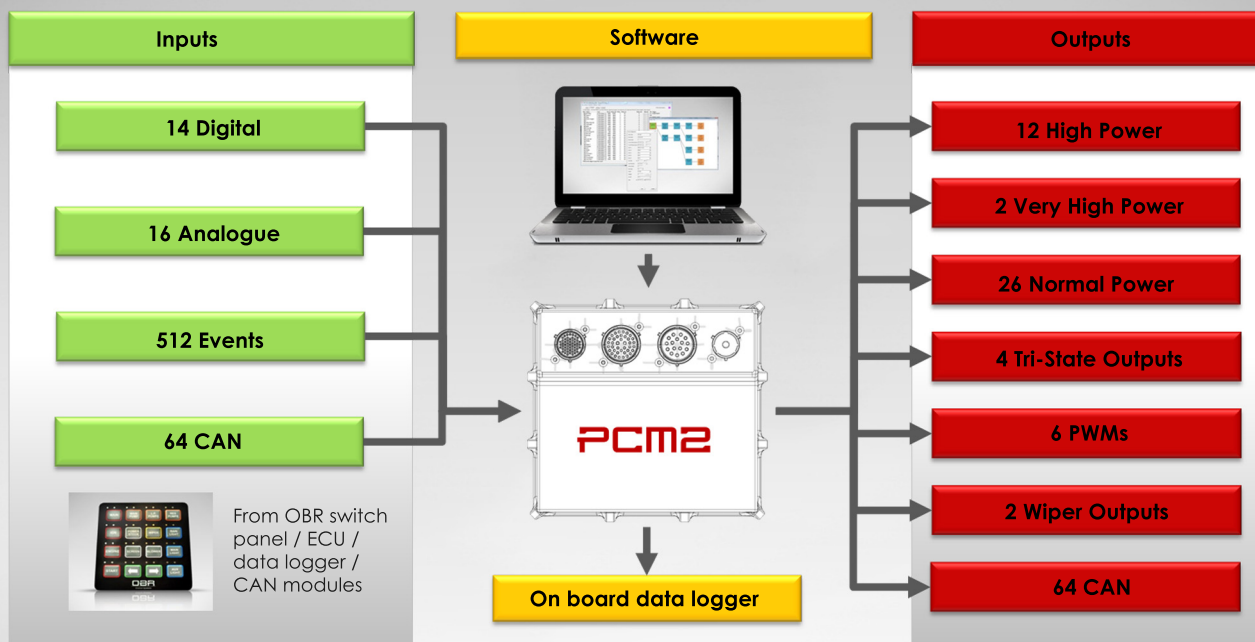 Inputs
Software
Outputs
14 Digital
16 Analogue
512 Events
64 CAN
From OBR switch
panel / ECU /
data logger /
CAN modules
OBR
PCM2
On board data logger
12 High Power
2 Very High Power
26 Normal Power
4 Tri-State Outputs
6 PWMs
2 Wiper Outputs
64 CAN